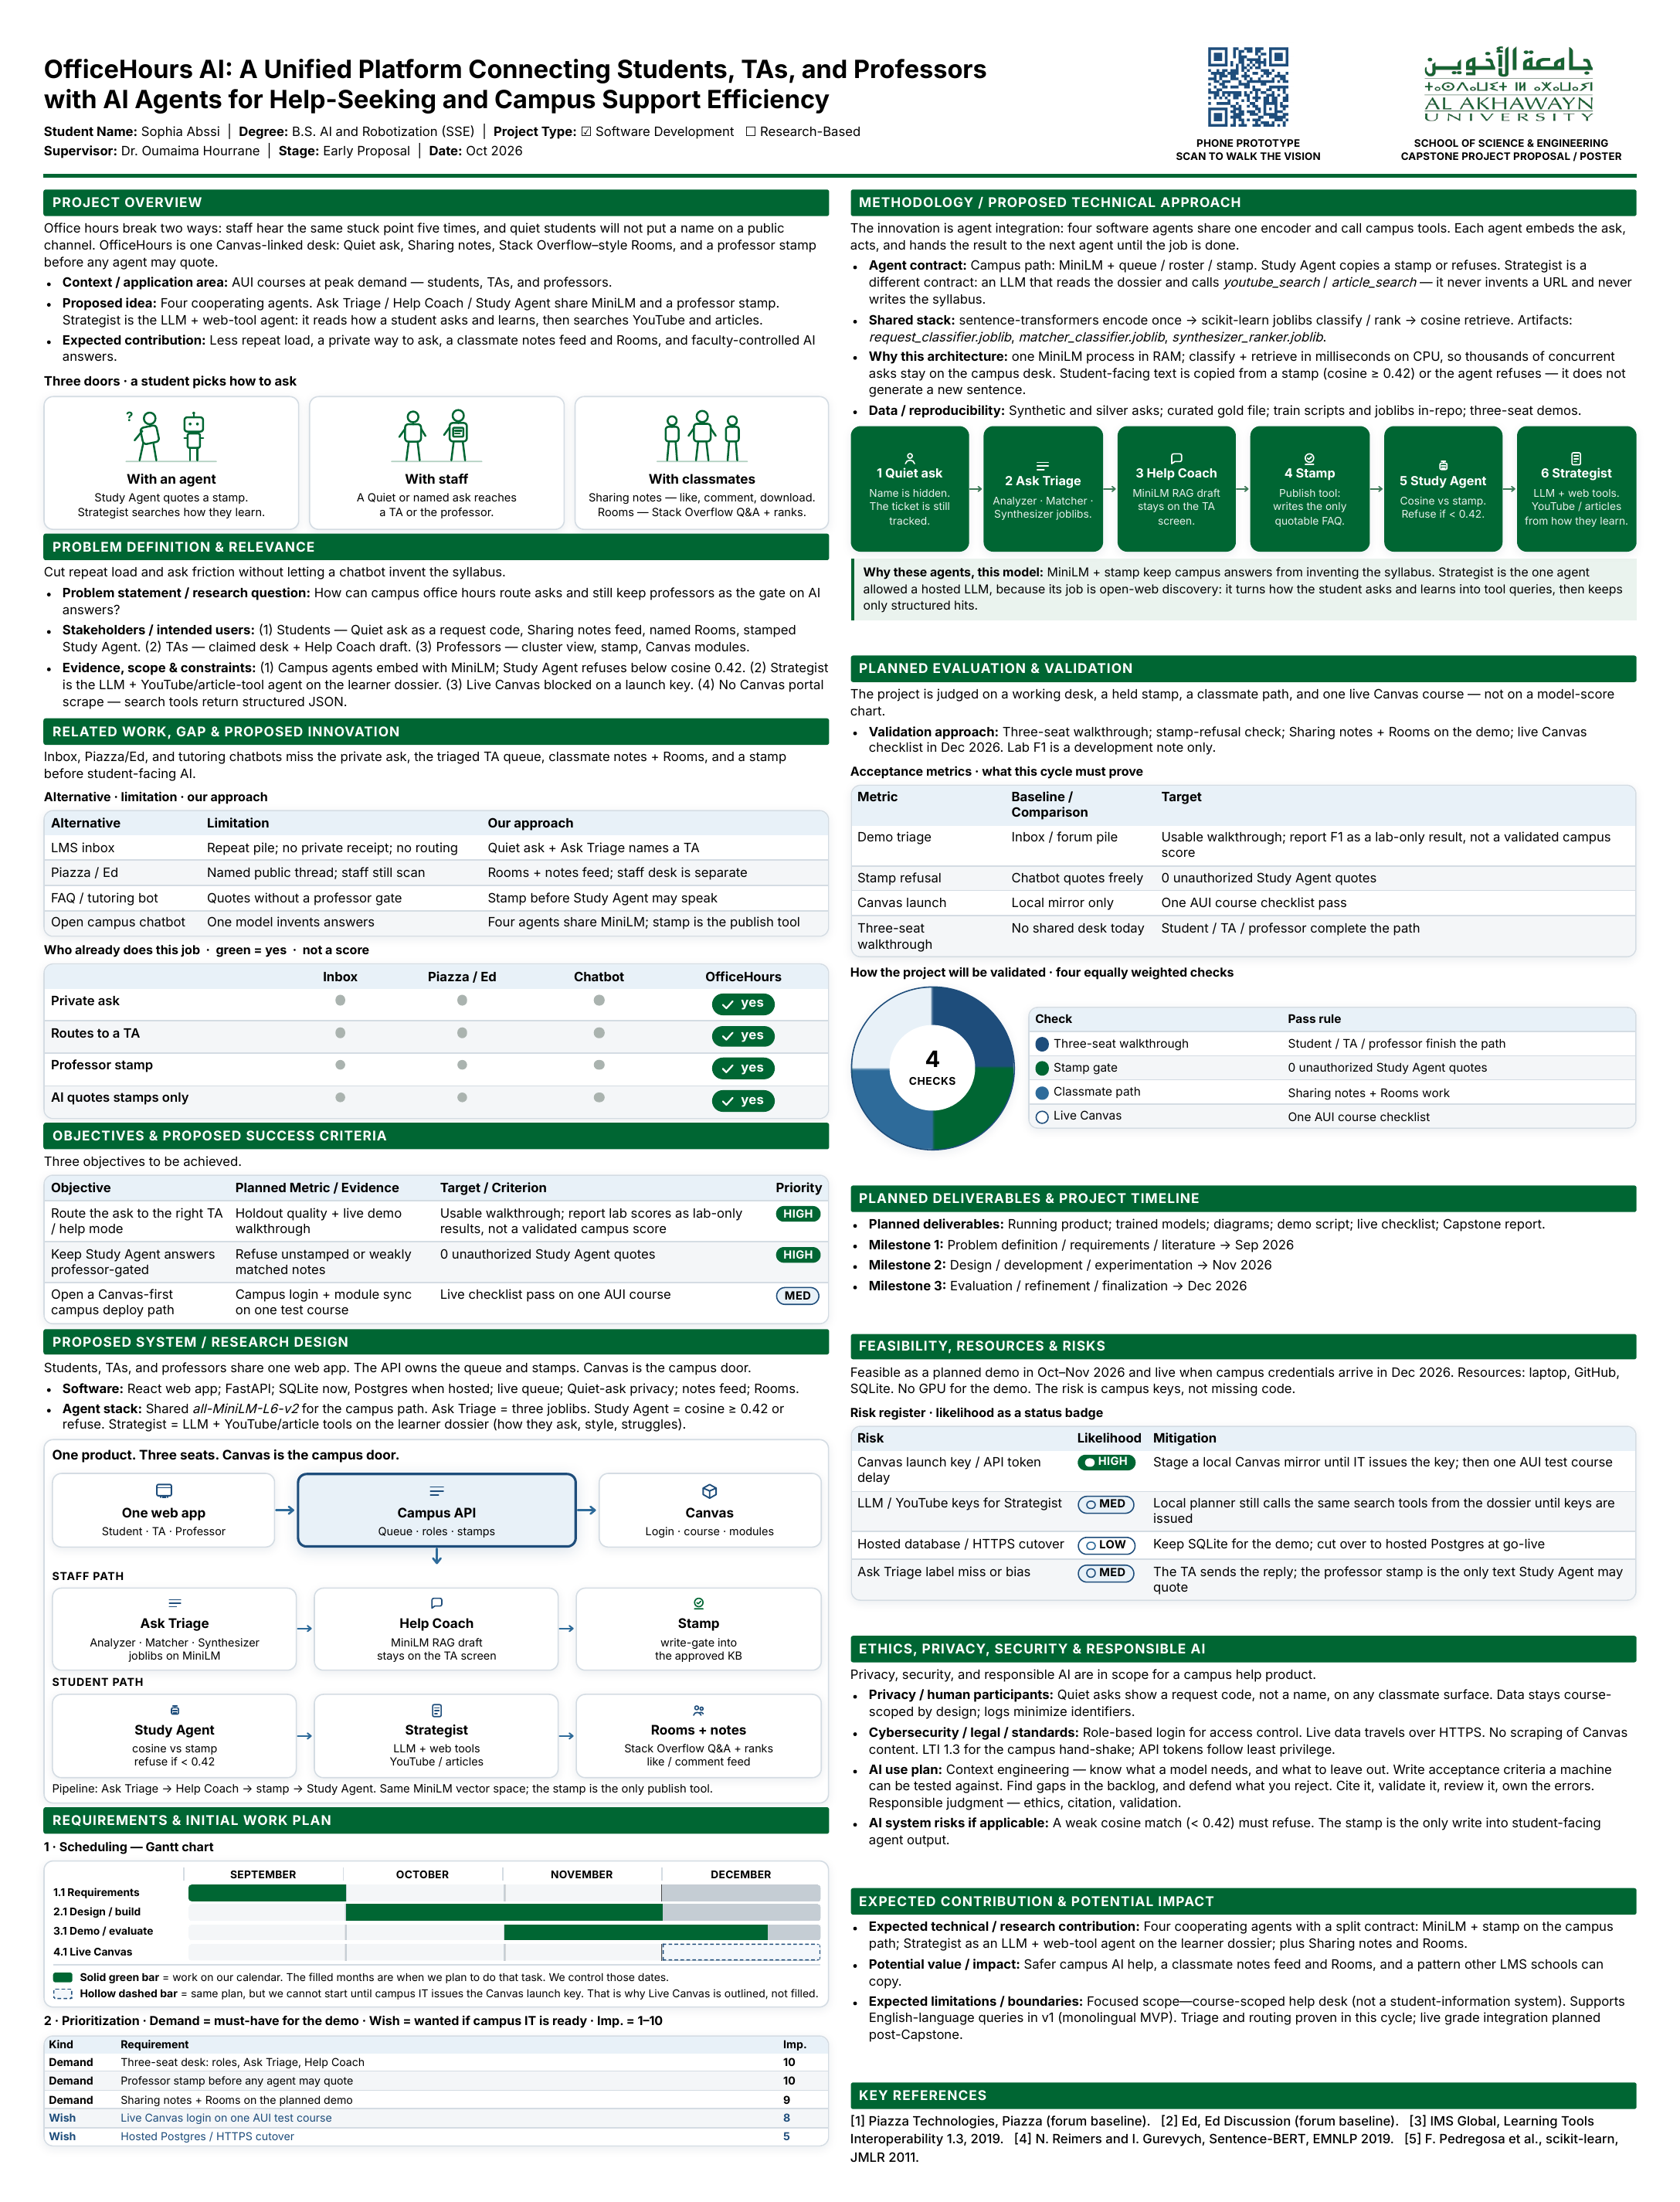 OfficeHours AI: A Unified Platform Connecting Students, TAs, and Professors
with AI Agents for Help-Seeking and Campus Support Efficiency
Student Name: Sophia Abssi | Degree: B.S. AI and Robotization (SSE) | Project Type: ☑ Software Development ☐ Research-Based
Supervisor: Dr. Oumaima Hourrane | Stage: Early Proposal | Date: Oct 2026
PHONE PROTOTYPE
SCAN TO WALK THE VISION
جامعة الأخوين
AL AKHAWAYN
UNIVERSITY
SCHOOL OF SCIENCE & ENGINEERING
CAPSTONE PROJECT PROPOSAL / POSTER
PROJECT OVERVIEW
Office hours break two ways: staff hear the same stuck point five times, and quiet students will not put a name on a public
channel. OfficeHours is one Canvas-linked desk: Quiet ask, Sharing notes, Stack Overflow–style Rooms, and a professor stamp
before any agent may quote.
• Context / application area: AUI courses at peak demand — students, TAs, and professors.
• Proposed idea: Four cooperating agents. Ask Triage / Help Coach / Study Agent share MiniLM and a professor stamp.
Strategist is the LLM + web-tool agent: it reads how a student asks and learns, then searches YouTube and articles.
• Expected contribution: Less repeat load, a private way to ask, a classmate notes feed and Rooms, and faculty-controlled AI
answers.
Three doors · a student picks how to ask
?
With an agent
Study Agent quotes a stamp.
Strategist searches how they learn.
With staff
A Quiet or named ask reaches
a TA or the professor.
With classmates
Sharing notes — like, comment, download.
Rooms — Stack Overflow Q&A + ranks.
PROBLEM DEFINITION & RELEVANCE
Cut repeat load and ask friction without letting a chatbot invent the syllabus.
• Problem statement / research question: How can campus office hours route asks and still keep professors as the gate on AI
answers?
• Stakeholders / intended users: (1) Students — Quiet ask as a request code, Sharing notes feed, named Rooms, stamped
Study Agent. (2) TAs — claimed desk + Help Coach draft. (3) Professors — cluster view, stamp, Canvas modules.
• Evidence, scope & constraints: (1) Campus agents embed with MiniLM; Study Agent refuses below cosine 0.42. (2) Strategist
is the LLM + YouTube/article-tool agent on the learner dossier. (3) Live Canvas blocked on a launch key. (4) No Canvas portal
scrape — search tools return structured JSON.
RELATED WORK, GAP & PROPOSED INNOVATION
Inbox, Piazza/Ed, and tutoring chatbots miss the private ask, the triaged TA queue, classmate notes + Rooms, and a stamp
before student-facing AI.
Alternative · limitation · our approach
Alternative Limitation Our approach
LMS inbox Repeat pile; no private receipt; no routing Quiet ask + Ask Triage names a TA
Piazza / Ed Named public thread; staff still scan Rooms + notes feed; staff desk is separate
FAQ / tutoring bot Quotes without a professor gate Stamp before Study Agent may speak
Open campus chatbot One model invents answers Four agents share MiniLM; stamp is the publish tool
Who already does this job · green = yes · not a score
Inbox Piazza / Ed Chatbot OfficeHours
Private ask ✓ yes
Routes to a TA ✓ yes
Professor stamp ✓ yes
AI quotes stamps only ✓ yes
OBJECTIVES & PROPOSED SUCCESS CRITERIA
Three objectives to be achieved.
Objective Planned Metric / Evidence Target / Criterion Priority
Route the ask to the right TA Holdout quality + live demo Usable walkthrough; report lab scores as lab-only HIGH
/ help mode walkthrough results, not a validated campus score
Keep Study Agent answers Refuse unstamped or weakly 0 unauthorized Study Agent quotes HIGH
professor-gated matched notes
Open a Canvas-first Campus login + module sync Live checklist pass on one AUI course MED
campus deploy path on one test course
PROPOSED SYSTEM / RESEARCH DESIGN
Students, TAs, and professors share one web app. The API owns the queue and stamps. Canvas is the campus door.
• Software: React web app; FastAPI; SQLite now, Postgres when hosted; live queue; Quiet-ask privacy; notes feed; Rooms.
• Agent stack: Shared all-MiniLM-L6-v2 for the campus path. Ask Triage = three joblibs. Study Agent = cosine ≥ 0.42 or
refuse. Strategist = LLM + YouTube/article tools on the learner dossier (how they ask, style, struggles).
One product. Three seats. Canvas is the campus door.
One web app
Student · TA · Professor
→
Campus API
Queue · roles · stamps
→
Canvas
Login · course · modules
↓
STAFF PATH
Ask Triage
Analyzer · Matcher · Synthesizer
joblibs on MiniLM
→
Help Coach
MiniLM RAG draft
stays on the TA screen
→
Stamp
write-gate into
the approved KB
STUDENT PATH
Study Agent
cosine vs stamp
refuse if < 0.42
→
Strategist
LLM + web tools
YouTube / articles
→
Rooms + notes
Stack Overflow Q&A + ranks
like / comment feed
Pipeline: Ask Triage → Help Coach → stamp → Study Agent. Same MiniLM vector space; the stamp is the only publish tool.
REQUIREMENTS & INITIAL WORK PLAN
1 · Scheduling — Gantt chart
SEPTEMBER OCTOBER NOVEMBER DECEMBER
1.1 Requirements
2.1 Design / build
3.1 Demo / evaluate
4.1 Live Canvas
Solid green bar = work on our calendar. The filled months are when we plan to do that task. We control those dates.
Hollow dashed bar = same plan, but we cannot start until campus IT issues the Canvas launch key. That is why Live Canvas is outlined, not filled.
2 · Prioritization · Demand = must-have for the demo · Wish = wanted if campus IT is ready · Imp. = 1–10
Kind Requirement Imp.
Demand Three-seat desk: roles, Ask Triage, Help Coach 10
Demand Professor stamp before any agent may quote 10
Demand Sharing notes + Rooms on the planned demo 9
Wish Live Canvas login on one AUI test course 8
Wish Hosted Postgres / HTTPS cutover 5
METHODOLOGY / PROPOSED TECHNICAL APPROACH
The innovation is agent integration: four software agents share one encoder and call campus tools. Each agent embeds the ask,
acts, and hands the result to the next agent until the job is done.
• Agent contract: Campus path: MiniLM + queue / roster / stamp. Study Agent copies a stamp or refuses. Strategist is a
different contract: an LLM that reads the dossier and calls youtube_search / article_search — it never invents a URL and never
writes the syllabus.
• Shared stack: sentence-transformers encode once → scikit-learn joblibs classify / rank → cosine retrieve. Artifacts:
request_classifier.joblib, matcher_classifier.joblib, synthesizer_ranker.joblib.
• Why this architecture: one MiniLM process in RAM; classify + retrieve in milliseconds on CPU, so thousands of concurrent
asks stay on the campus desk. Student-facing text is copied from a stamp (cosine ≥ 0.42) or the agent refuses — it does not
generate a new sentence.
• Data / reproducibility: Synthetic and silver asks; curated gold file; train scripts and joblibs in-repo; three-seat demos.
1 Quiet ask
Name is hidden.
The ticket is still
tracked.
→
2 Ask Triage
Analyzer · Matcher ·
Synthesizer joblibs.
→
3 Help Coach
MiniLM RAG draft
stays on the TA
screen.
→
4 Stamp
Publish tool:
writes the only
quotable FAQ.
→
5 Study Agent
Cosine vs stamp.
Refuse if < 0.42.
→
6 Strategist
LLM + web tools.
YouTube / articles
from how they learn.
Why these agents, this model: MiniLM + stamp keep campus answers from inventing the syllabus. Strategist is the one agent
allowed a hosted LLM, because its job is open-web discovery: it turns how the student asks and learns into tool queries, then keeps
only structured hits.
PLANNED EVALUATION & VALIDATION
The project is judged on a working desk, a held stamp, a classmate path, and one live Canvas course — not on a model-score
chart.
• Validation approach: Three-seat walkthrough; stamp-refusal check; Sharing notes + Rooms on the demo; live Canvas
checklist in Dec 2026. Lab F1 is a development note only.
Acceptance metrics · what this cycle must prove
Metric Baseline / Target
Comparison
Demo triage Inbox / forum pile Usable walkthrough; report F1 as a lab-only result, not a validated campus
score
Stamp refusal Chatbot quotes freely 0 unauthorized Study Agent quotes
Canvas launch Local mirror only One AUI course checklist pass
Three-seat No shared desk today Student / TA / professor complete the path
walkthrough
How the project will be validated · four equally weighted checks
4
CHECKS
Check Pass rule
Three-seat walkthrough Student / TA / professor finish the path
Stamp gate 0 unauthorized Study Agent quotes
Classmate path Sharing notes + Rooms work
Live Canvas One AUI course checklist
PLANNED DELIVERABLES & PROJECT TIMELINE
• Planned deliverables: Running product; trained models; diagrams; demo script; live checklist; Capstone report.
• Milestone 1: Problem definition / requirements / literature → Sep 2026
• Milestone 2: Design / development / experimentation → Nov 2026
• Milestone 3: Evaluation / refinement / finalization → Dec 2026
FEASIBILITY, RESOURCES & RISKS
Feasible as a planned demo in Oct–Nov 2026 and live when campus credentials arrive in Dec 2026. Resources: laptop, GitHub,
SQLite. No GPU for the demo. The risk is campus keys, not missing code.
Risk register · likelihood as a status badge
Risk Likelihood Mitigation
Canvas launch key / API token HIGH Stage a local Canvas mirror until IT issues the key; then one AUI test course
delay
LLM / YouTube keys for Strategist MED Local planner still calls the same search tools from the dossier until keys are
issued
Hosted database / HTTPS cutover LOW Keep SQLite for the demo; cut over to hosted Postgres at go-live
Ask Triage label miss or bias MED The TA sends the reply; the professor stamp is the only text Study Agent may
quote
ETHICS, PRIVACY, SECURITY & RESPONSIBLE AI
Privacy, security, and responsible AI are in scope for a campus help product.
• Privacy / human participants: Quiet asks show a request code, not a name, on any classmate surface. Data stays course-
scoped by design; logs minimize identifiers.
• Cybersecurity / legal / standards: Role-based login for access control. Live data travels over HTTPS. No scraping of Canvas
content. LTI 1.3 for the campus hand-shake; API tokens follow least privilege.
• AI use plan: Context engineering — know what a model needs, and what to leave out. Write acceptance criteria a machine
can be tested against. Find gaps in the backlog, and defend what you reject. Cite it, validate it, review it, own the errors.
Responsible judgment — ethics, citation, validation.
• AI system risks if applicable: A weak cosine match (< 0.42) must refuse. The stamp is the only write into student-facing
agent output.
EXPECTED CONTRIBUTION & POTENTIAL IMPACT
• Expected technical / research contribution: Four cooperating agents with a split contract: MiniLM + stamp on the campus
path; Strategist as an LLM + web-tool agent on the learner dossier; plus Sharing notes and Rooms.
• Potential value / impact: Safer campus AI help, a classmate notes feed and Rooms, and a pattern other LMS schools can
copy.
• Expected limitations / boundaries: Focused scope—course-scoped help desk (not a student-information system). Supports
English-language queries in v1 (monolingual MVP). Triage and routing proven in this cycle; live grade integration planned
post-Capstone.
KEY REFERENCES
[1] Piazza Technologies, Piazza (forum baseline). [2] Ed, Ed Discussion (forum baseline). [3] IMS Global, Learning Tools
Interoperability 1.3, 2019. [4] N. Reimers and I. Gurevych, Sentence-BERT, EMNLP 2019. [5] F. Pedregosa et al., scikit-learn,
JMLR 2011.